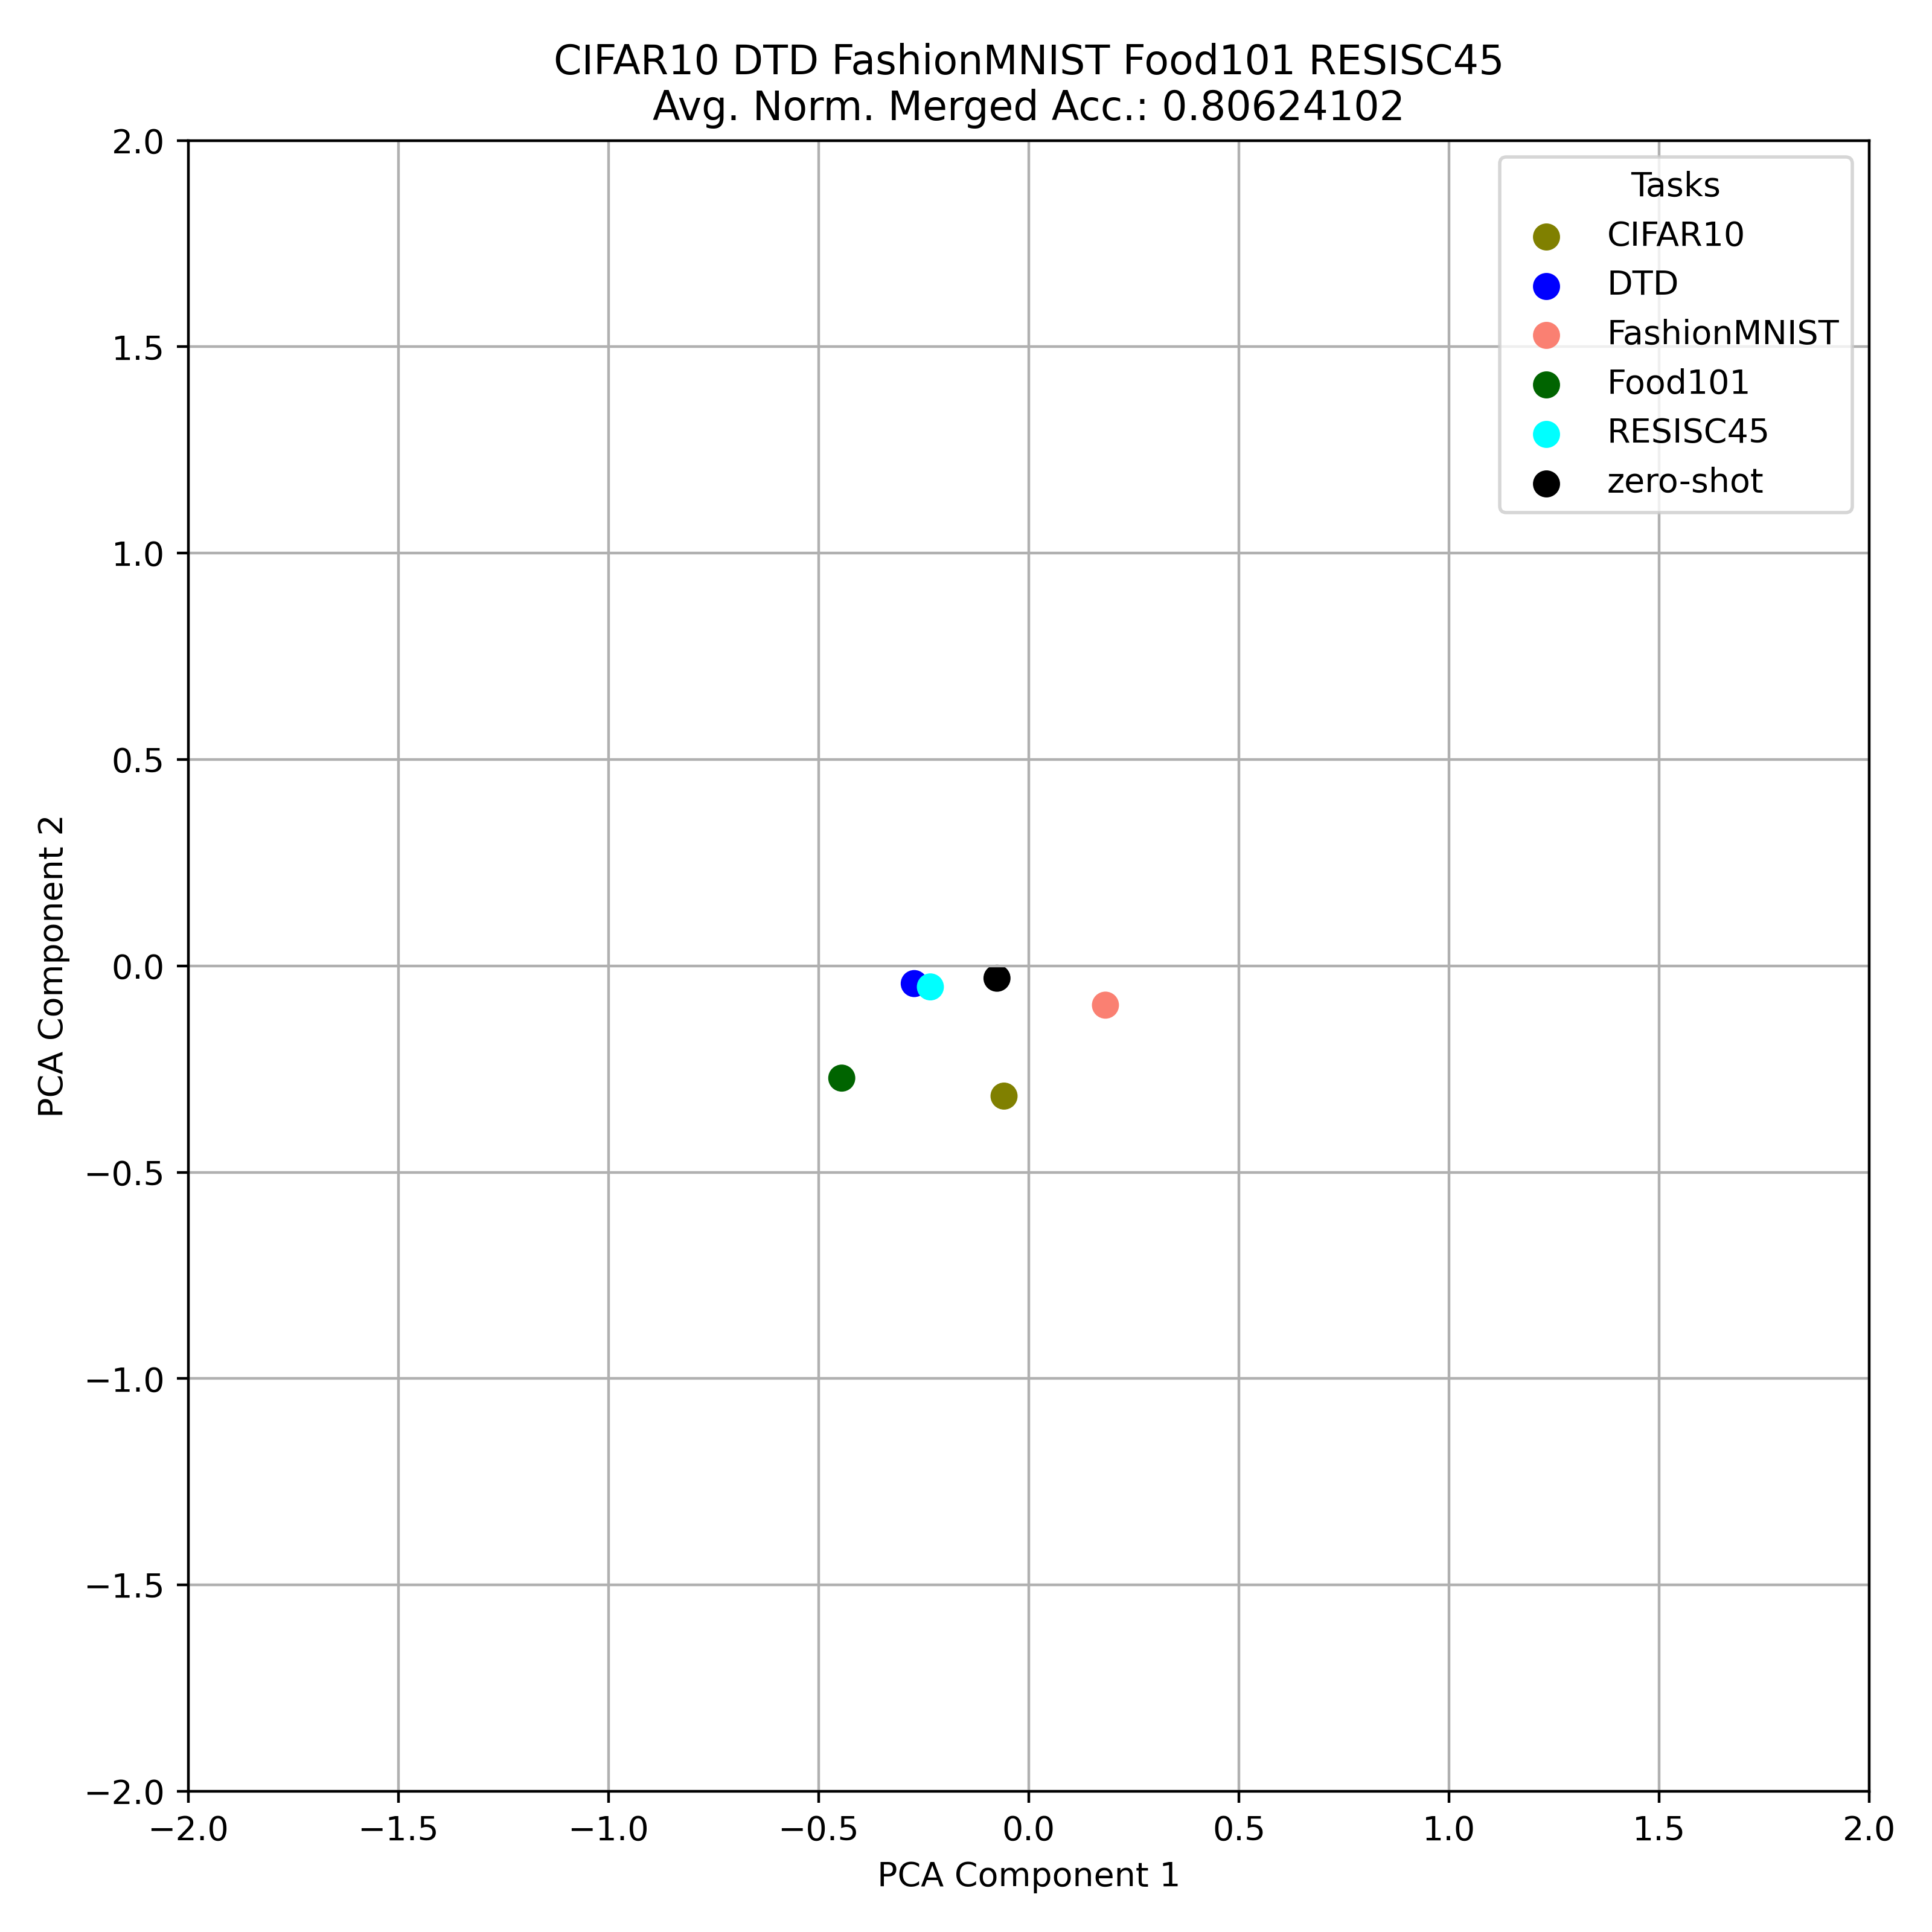 CIFAR10 DTD FashionMNIST Food101 RESISC45
Avg. Norm. Merged Acc.: 0.80624102
Tasks
CIFAR10
DTD
FashionMNIST
Food101
RESISC45
zero-shot
2.0
1.5
1.0
0.5
0.0
−0.5
−1.0
−1.5
−2.0
PCA Component 2
−2.0 −1.5 −1.0 −0.5 0.0 0.5 1.0 1.5 2.0
PCA Component 1